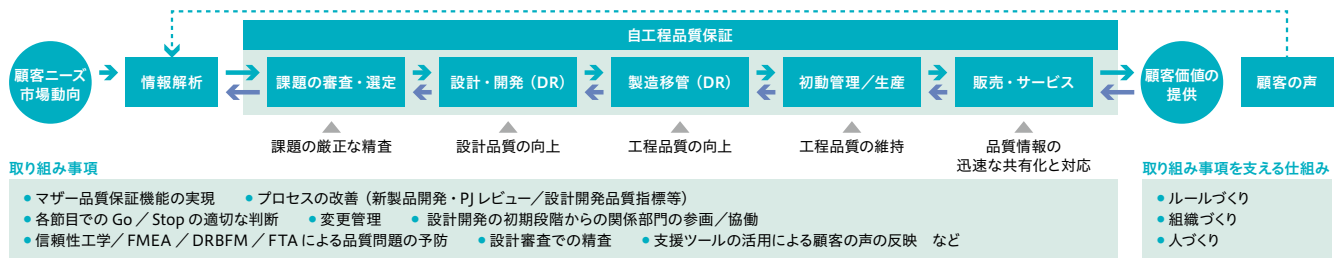 自工程品質保証
顧客ニーズ
市場動向
情報解析
課題の審査・選定
設計・開発（DR）
製造移管（DR）
初動管理／生産
販売・サービス
顧客価値の
提供
顧客の声
課題の厳正な精査
設計品質の向上
工程品質の向上
工程品質の維持
品質情報の
迅速な共有化と対応
取り組み事項
● マザー品質保証機能の実現 ● プロセスの改善（新製品開発・PJレビュー／設計開発品質指標等）
● 各節目での Go ／ Stop の適切な判断 ● 変更管理 ● 設計開発の初期段階からの関係部門の参画／協働
● 信頼性工学／ FMEA ／ DRBFM ／ FTA による品質問題の予防 ● 設計審査での精査 ● 支援ツールの活用による顧客の声の反映 など
取り組み事項を支える仕組み
● ルールづくり
● 組織づくり
● 人づくり